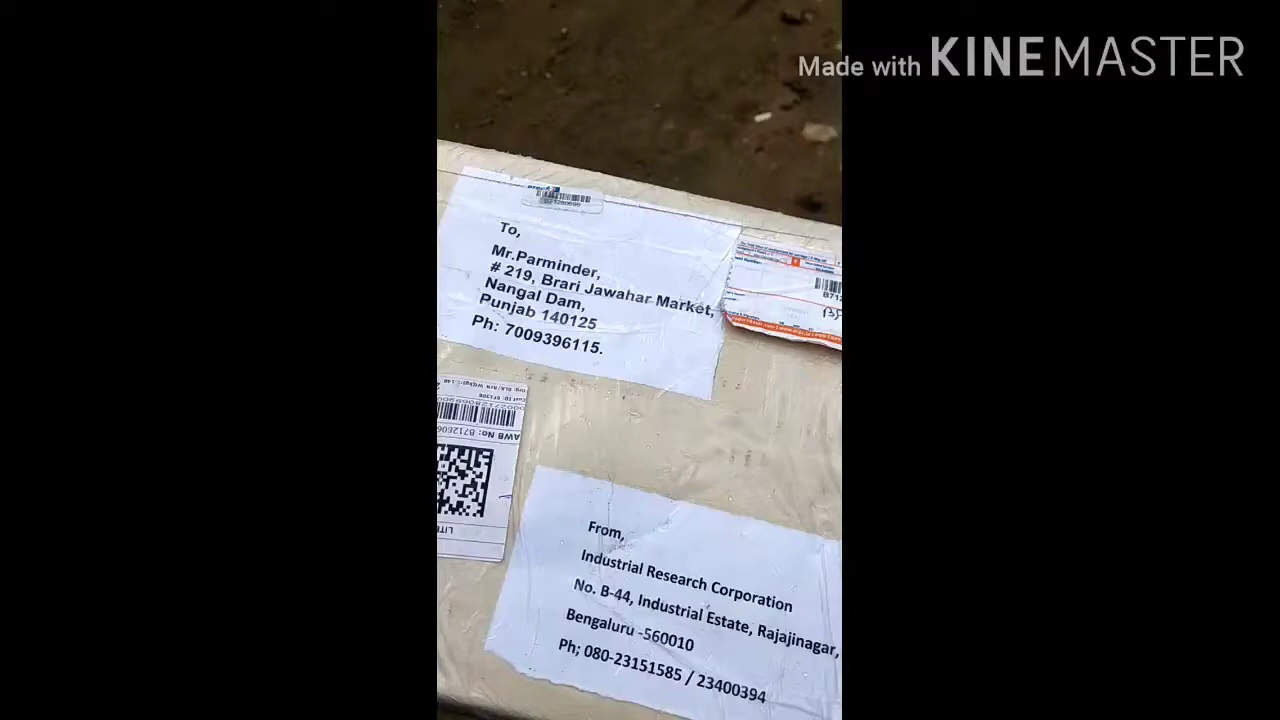 Made with KINEMASTER
To,
Mr.Parminder,
# 219, Brari Jawahar Market,
Nangal Dam,
Punjab 140125
Ph: 7009396115.
AWB No: B712806
From,
Industrial Research Corporation
No. B-44, Industrial Estate, Rajajinagar,
Bengaluru -560010
Ph; 080-23151585 / 23400394